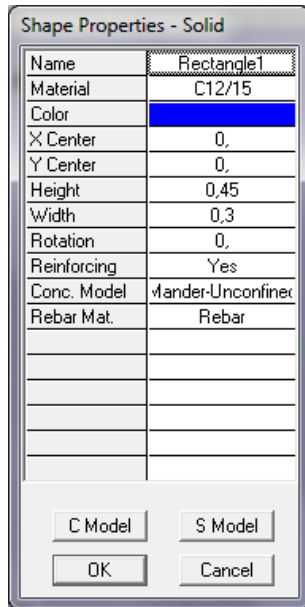 Shape Properties - Solid
Name Rectangle1
Material C12/15
Color
X Center 0,
Y Center 0,
Height 0,45
Width 0,3
Rotation 0,
Reinforcing Yes
Conc. Model Mander-Unconfined
Rebar Mat. Rebar
C Model S Model
OK Cancel